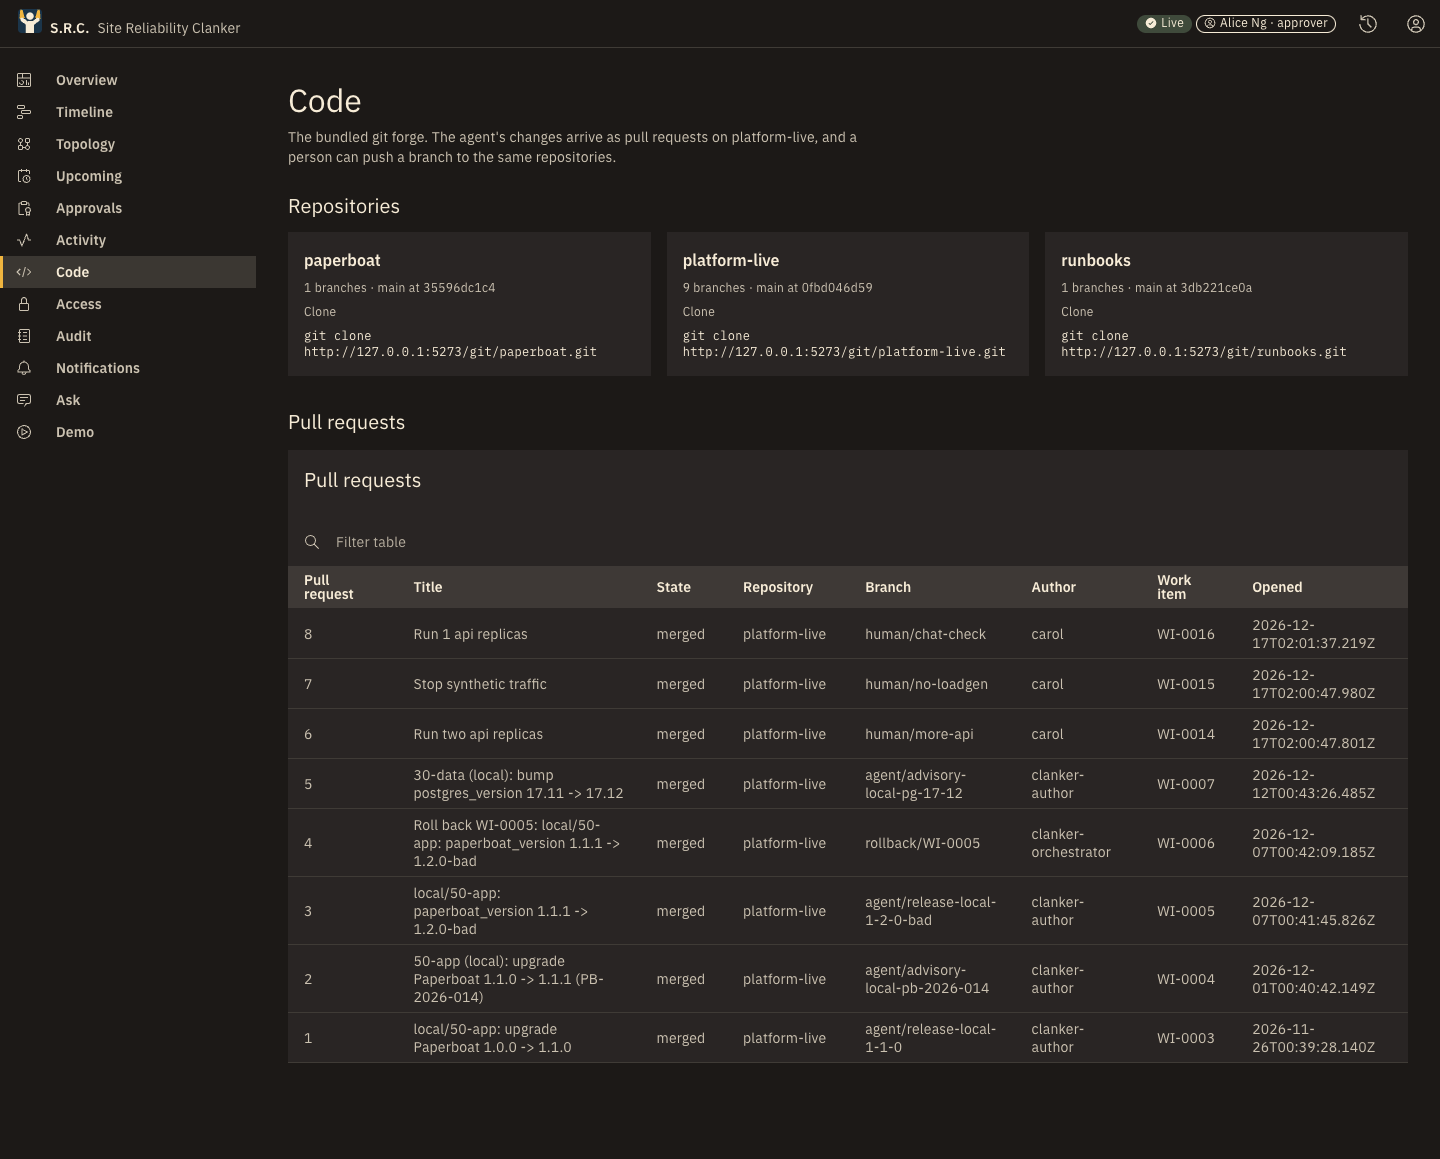 S.R.C. Site Reliability Clanker
Live
Alice Ng · approver
Overview
Timeline
Topology
Upcoming
Approvals
Activity
Code
Access
Audit
Notifications
Ask
Demo
Code
The bundled git forge. The agent's changes arrive as pull requests on platform-live, and a
person can push a branch to the same repositories.
Repositories
paperboat
1 branches · main at 35596dc1c4
Clone
git clone
http://127.0.0.1:5273/git/paperboat.git
platform-live
9 branches · main at 0fbd046d59
Clone
git clone
http://127.0.0.1:5273/git/platform-live.git
runbooks
1 branches · main at 3db221ce0a
Clone
git clone
http://127.0.0.1:5273/git/runbooks.git
Pull requests
Pull requests
Filter table
Pull
request
Title
State
Repository
Branch
Author
Work
item
Opened
8
Run 1 api replicas
merged
platform-live
human/chat-check
carol
WI-0016
2026-12-
17T02:01:37.219Z
7
Stop synthetic traffic
merged
platform-live
human/no-loadgen
carol
WI-0015
2026-12-
17T02:00:47.980Z
6
Run two api replicas
merged
platform-live
human/more-api
carol
WI-0014
2026-12-
17T02:00:47.801Z
5
30-data (local): bump
postgres_version 17.11 -> 17.12
merged
platform-live
agent/advisory-
local-pg-17-12
clanker-
author
WI-0007
2026-12-
12T00:43:26.485Z
4
Roll back WI-0005: local/50-
app: paperboat_version 1.1.1 ->
1.2.0-bad
merged
platform-live
rollback/WI-0005
clanker-
orchestrator
WI-0006
2026-12-
07T00:42:09.185Z
3
local/50-app:
paperboat_version 1.1.1 ->
1.2.0-bad
merged
platform-live
agent/release-local-
1-2-0-bad
clanker-
author
WI-0005
2026-12-
07T00:41:45.826Z
2
50-app (local): upgrade
Paperboat 1.1.0 -> 1.1.1 (PB-
2026-014)
merged
platform-live
agent/advisory-
local-pb-2026-014
clanker-
author
WI-0004
2026-12-
01T00:40:42.149Z
1
local/50-app: upgrade
Paperboat 1.0.0 -> 1.1.0
merged
platform-live
agent/release-local-
1-1-0
clanker-
author
WI-0003
2026-11-
26T00:39:28.140Z